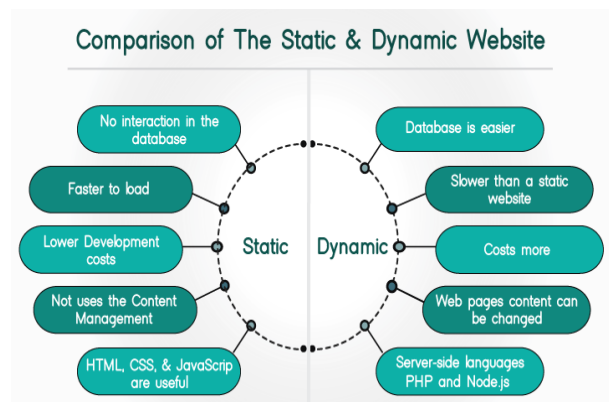 Comparison of The Static & Dynamic Website
No interaction in the
database
Faster to load
Lower Development
costs
Not uses the Content
Management
HTML, CSS, & JavaScrip
are useful
Static
Dynamic
Database is easier
Slower than a static
website
Costs more
Web pages content can
be changed
Server-side languages
PHP and Node.js